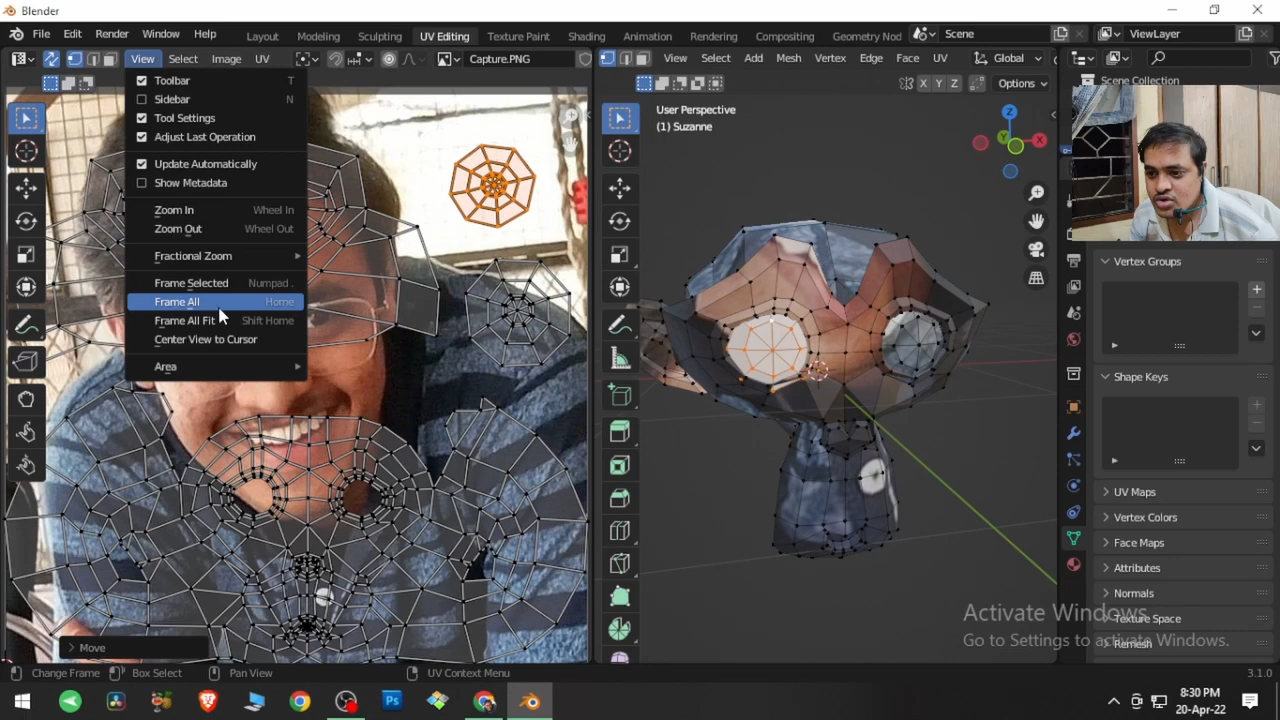 Blender
File Edit Render Window Help
Layout Modeling Sculpting UV Editing Texture Paint Shading Animation Rendering Compositing Geometry Nod
Scene
ViewLayer
View Select Image UV
Capture.PNG
View Select Add Mesh Vertex Edge Face UV
Global
Options
X Y Z
Scene Collection
Toolbar T
Sidebar N
Tool Settings
Adjust Last Operation
Update Automatically
Show Metadata
Zoom In Wheel In
Zoom Out Wheel Out
Fractional Zoom
Frame Selected Numpad .
Frame All Home
Frame All Fit Shift Home
Center View to Cursor
Area
User Perspective
(1) Suzanne
Z
Y
X
Vertex Groups
Shape Keys
UV Maps
Vertex Colors
Face Maps
Attributes
Normals
Texture Space
Remesh
Activate Windows
Go to Settings to activate Windows.
Move
Change Frame Box Select Pan View UV Context Menu
3.1.0
Ps
8:30 PM
20-Apr-22